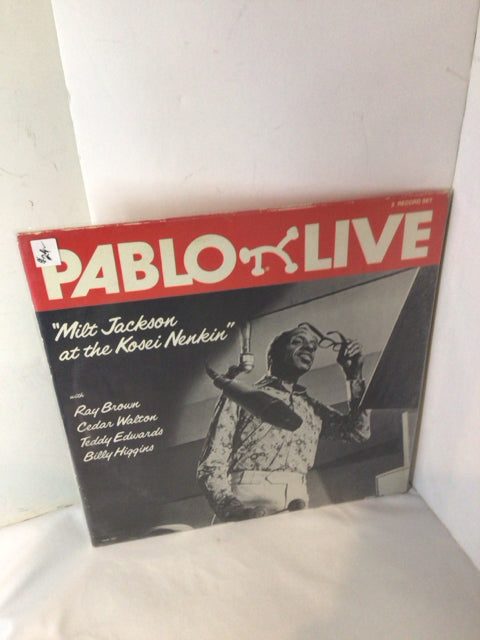 2 RECORD SET
PABLO LIVE
"Milt Jackson
at the Kosei Nenkin"
with
Ray Brown
Cedar Walton
Teddy Edwards
Billy Higgins